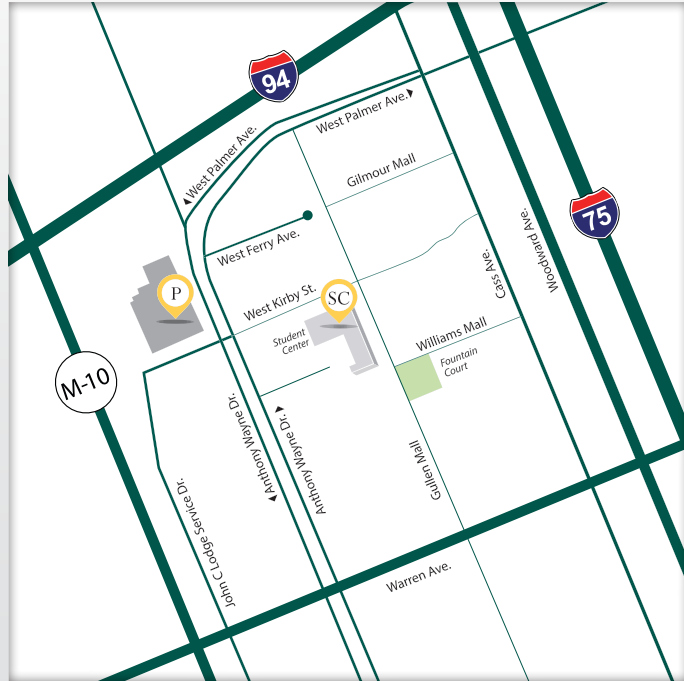 94
West Palmer Ave.
West Palmer Ave.
Gilmour Mall
75
Woodward Ave.
West Ferry Ave.
Cass Ave.
P
SC
West Kirby St.
Student
Center
Williams Mall
Fountain
Court
M-10
Anthony Wayne Dr.
Anthony Wayne Dr.
Gullen Mall
John C Lodge Service Dr.
Warren Ave.